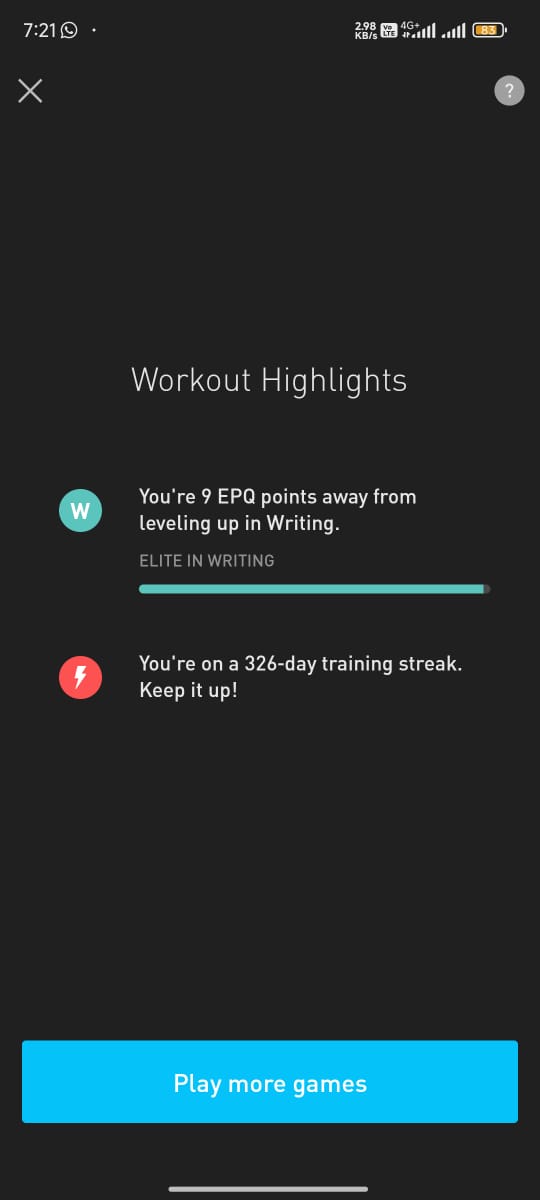 7:21
2.98 KB/s Vo LTE 4G+ 83
?
Workout Highlights
W
You're 9 EPQ points away from
leveling up in Writing.
ELITE IN WRITING
You're on a 326-day training streak.
Keep it up!
Play more games